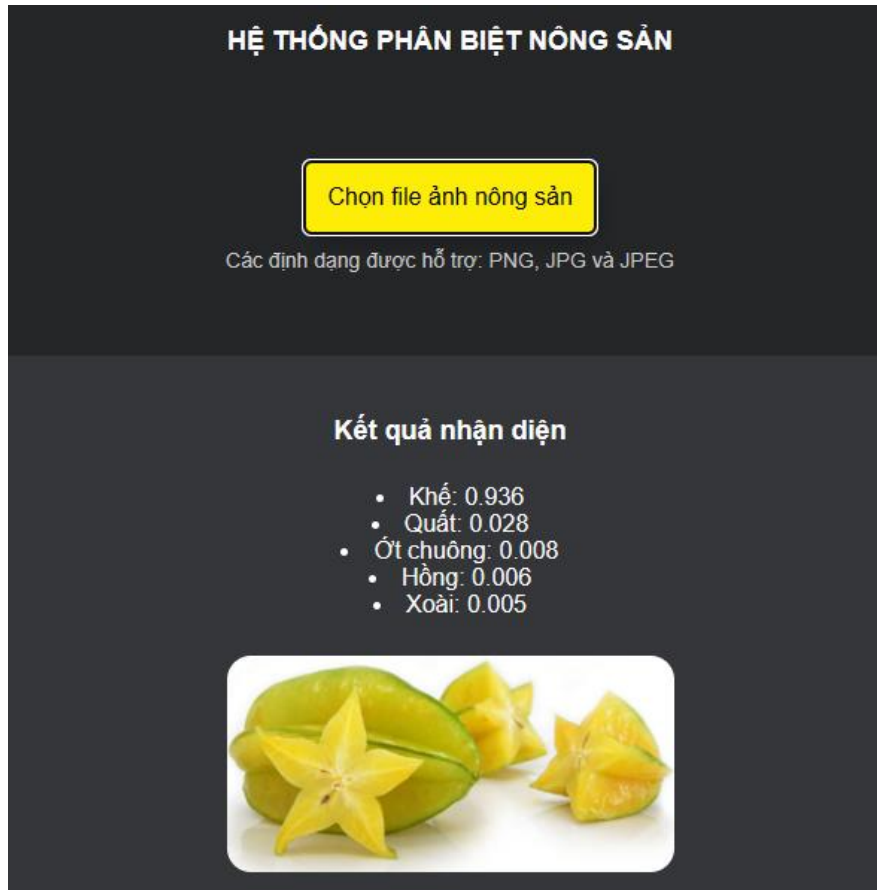 HỆ THỐNG PHÂN BIỆT NÔNG SẢN
Chọn file ảnh nông sản
Các định dạng được hỗ trợ: PNG, JPG và JPEG
Kết quả nhận diện
• Khế: 0.936
• Quất: 0.028
• Ớt chuông: 0.008
• Hồng: 0.006
• Xoài: 0.005